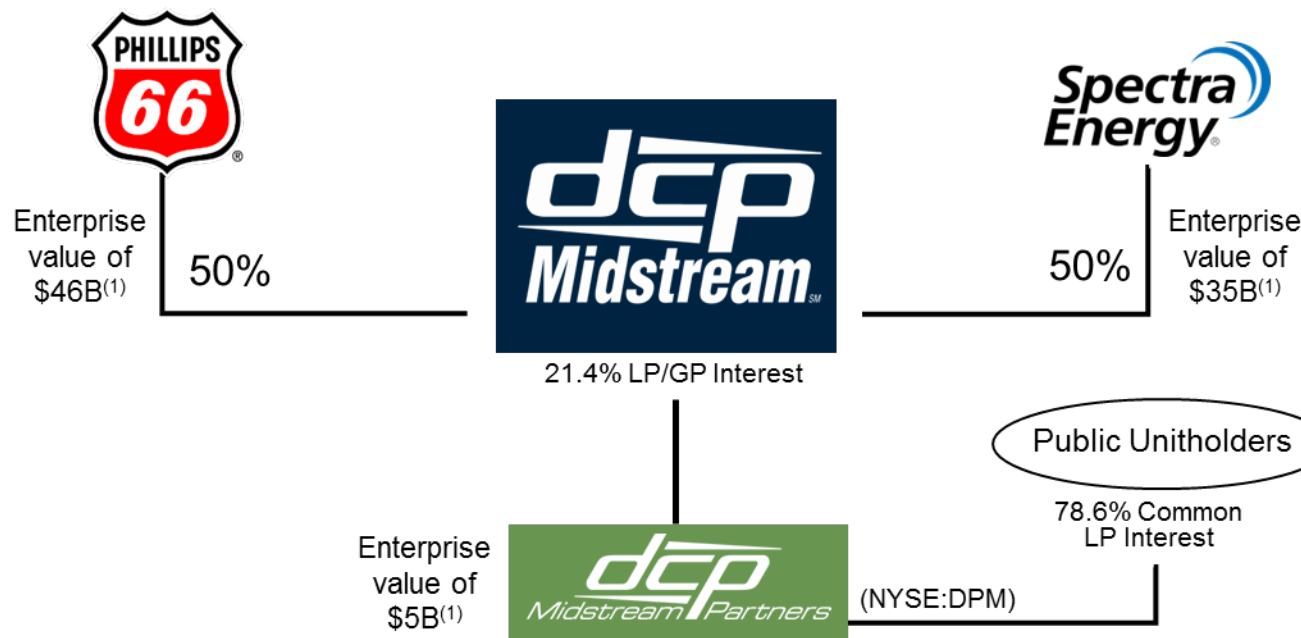 PHILLIPS
66
®
Spectra
Energy®
dcp
Midstream SM
Enterprise
value of
$46B(1)
50%
50%
Enterprise
value of
$35B(1)
21.4% LP/GP Interest
Public Unitholders
78.6% Common
LP Interest
Enterprise
value of
$5B(1)
dcp
Midstream Partners
(NYSE:DPM)